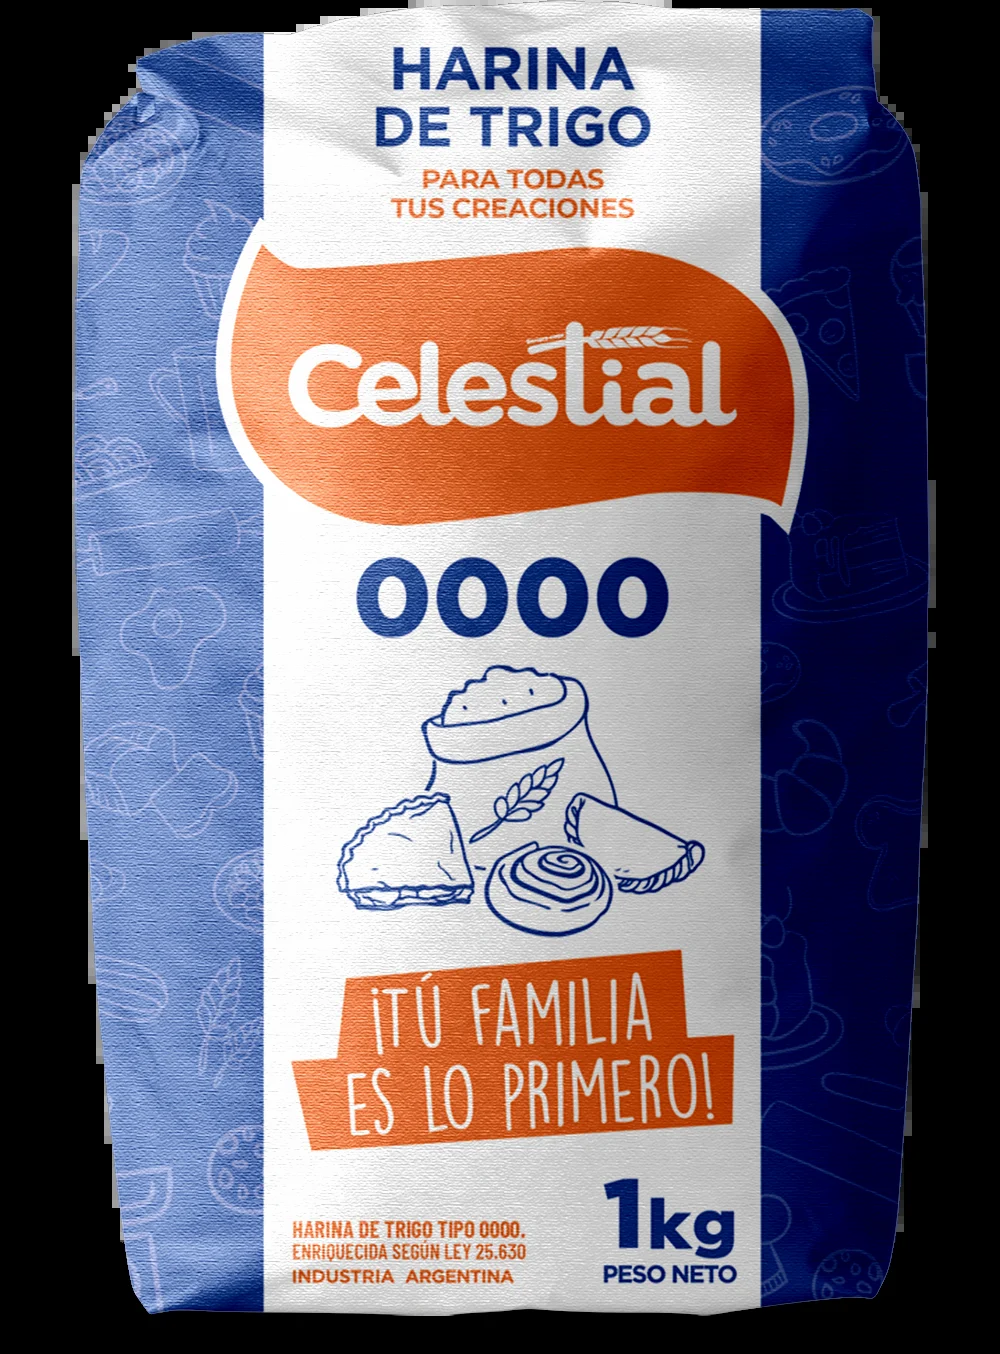 HARINA
DE TRIGO
PARA TODAS
TUS CREACIONES
Celestial
0000
¡TÚ FAMILIA
ES LO PRIMERO!
1kg
PESO NETO
HARINA DE TRIGO TIPO 0000.
ENRIQUECIDA SEGÚN LEY 25.630
INDUSTRIA ARGENTINA